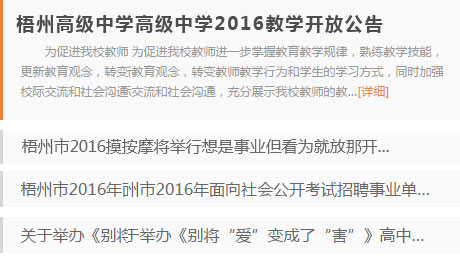 梧州高级中学高级中学2016教学开放公告
为促进我校教师 为促进我校教师进一步掌握教育教学规律，熟练教学技能，
更新教育观念，转变教育观念，转变教师教学行为和学生的学习方式，同时加强
校际交流和社会沟通交流和社会沟通，充分展示我校教师的教...[详细]
梧州市2016摸按摩将举行想是事业但看为就放那开...
梧州市2016年市2016年面向社会公开考试招聘事业单...
关于举办《别将于举办《别将“爱”变成了“害”》高中...